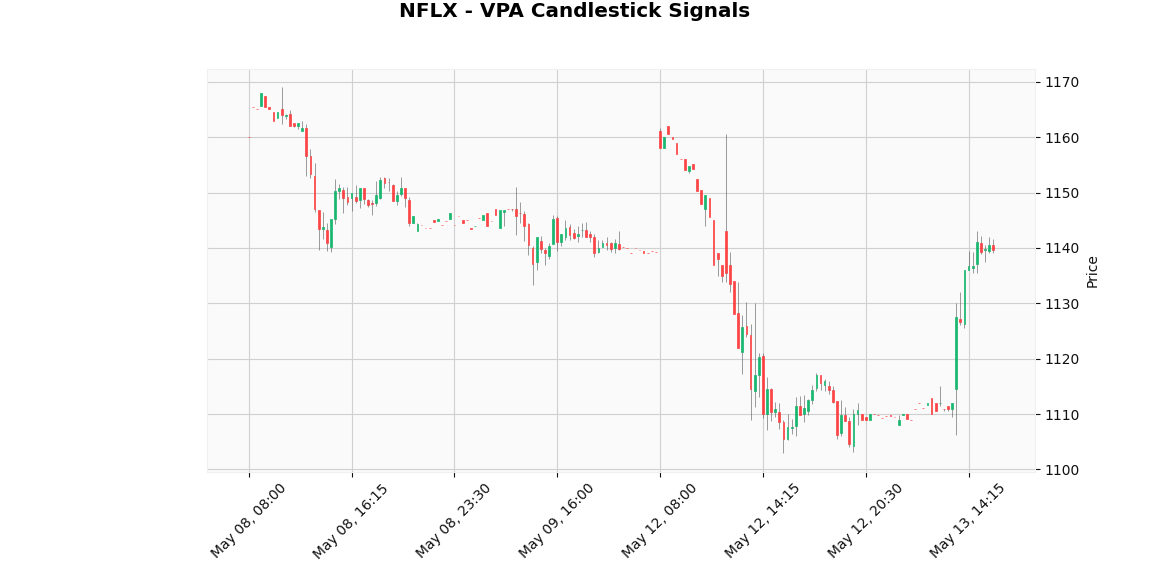 NFLX - VPA Candlestick Signals
1170
1160
1150
1140
1130
1120
1110
1100
Price
May 08, 08:00
May 08, 16:15
May 08, 23:30
May 09, 16:00
May 12, 08:00
May 12, 14:15
May 12, 20:30
May 13, 14:15